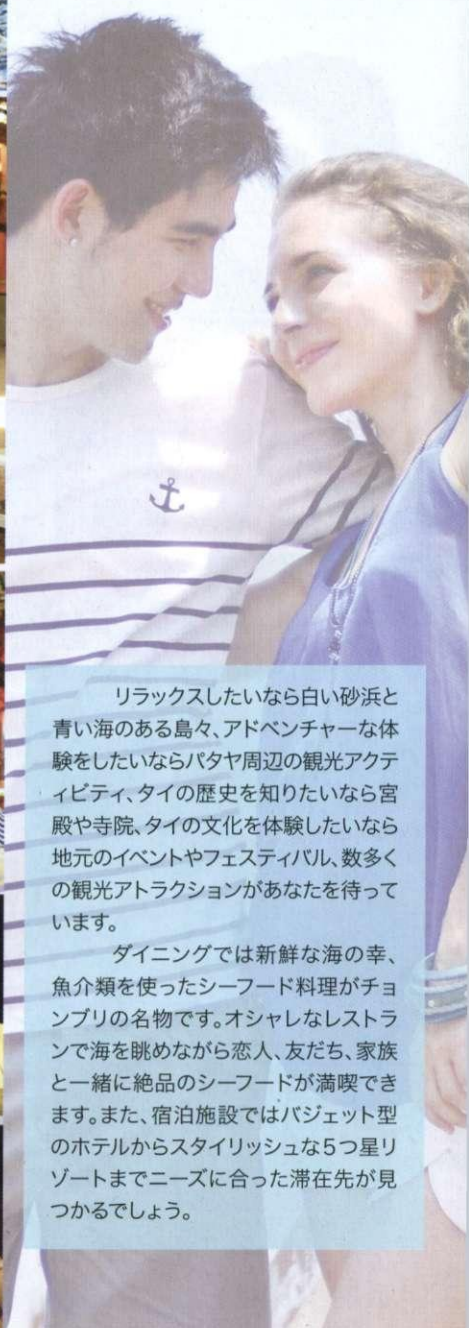 リラックスしたいなら白い砂浜と
青い海のある島々、アドベンチャーな体
験をしたいならパタヤ周辺の観光アクテ
ィビティ、タイの歴史を知りたいなら宮
殿や寺院、タイの文化を体験したいなら
地元のイベントやフェスティバル、数多く
の観光アトラクションがあなたを待って
います。
ダイニングでは新鮮な海の幸、
魚介類を使ったシーフード料理がチョ
ンブリの名物です。オシャレなレストラ
ンで海を眺めながら恋人、友だち、家族
と一緒に絶品のシーフードが満喫でき
ます。また、宿泊施設ではバジェット型
のホテルからスタイリッシュな5つ星リ
ゾートまでニーズに合った滞在先が見
つかるでしょう。